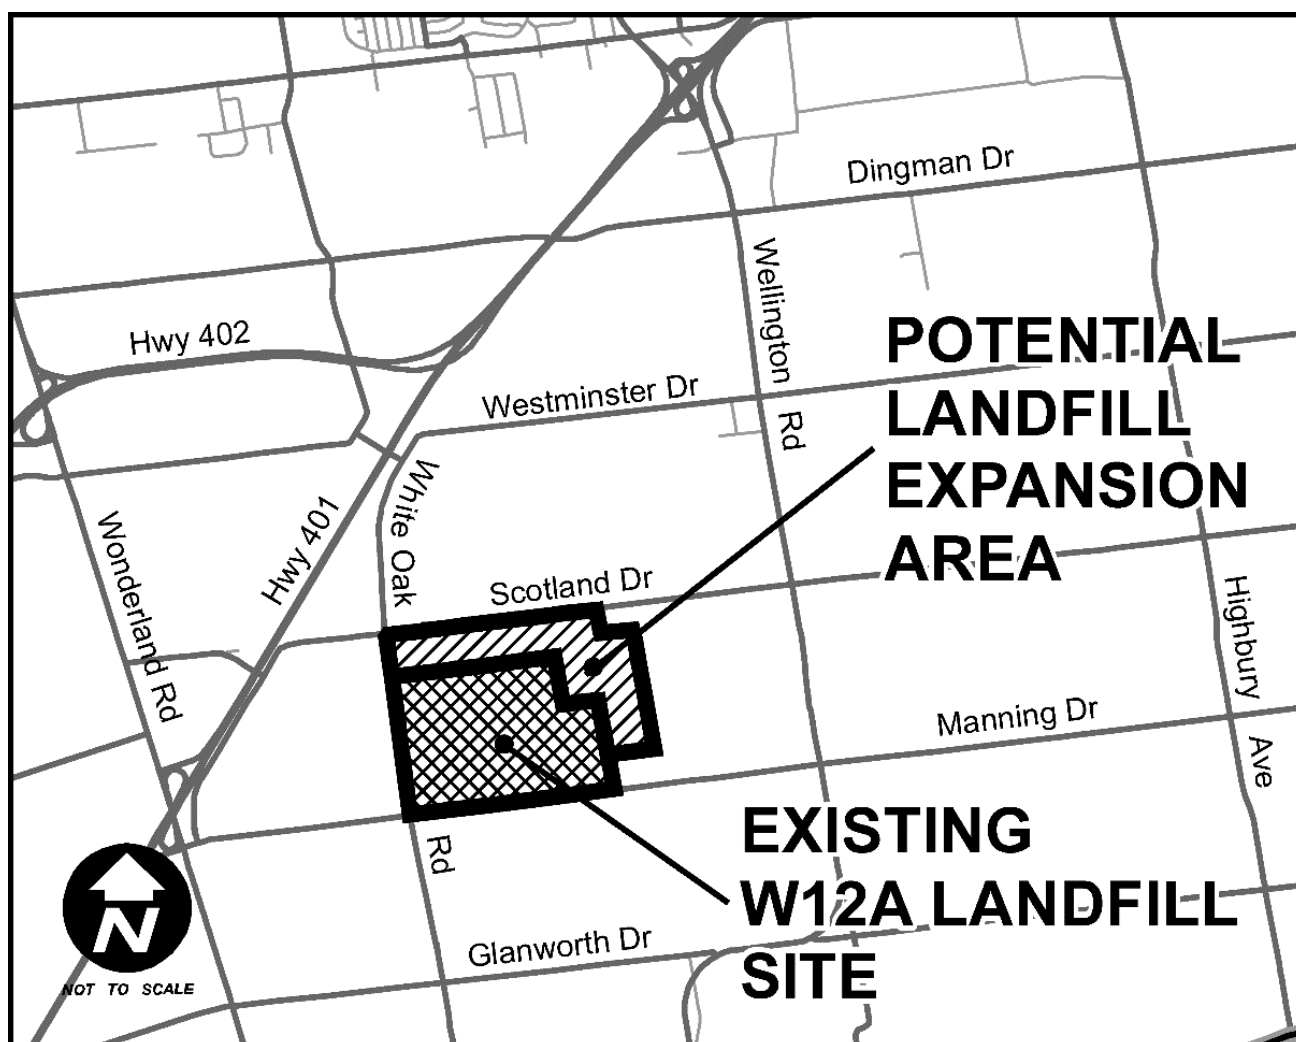 Dingman Dr
Wellington
Rd
Hwy 402
POTENTIAL
LANDFILL
EXPANSION
AREA
Westminster Dr
White Oak
Hwy 401
Wonderland Rd
Scotland Dr
Highbury
Ave
Manning Dr
EXISTING
W12A LANDFILL
SITE
Rd
Glanworth Dr
N
NOT TO SCALE